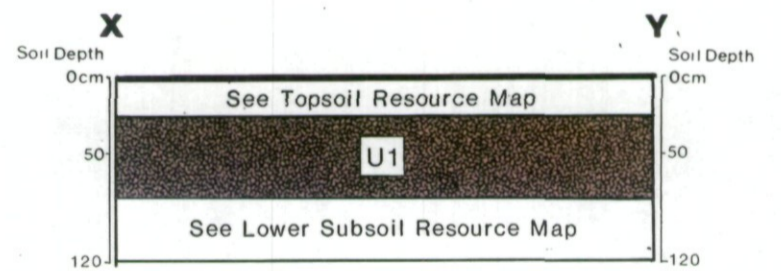 X Y
Soil Depth Soil Depth
0cm 0cm
See Topsoil Resource Map
50 U1 50
See Lower Subsoil Resource Map
120 120